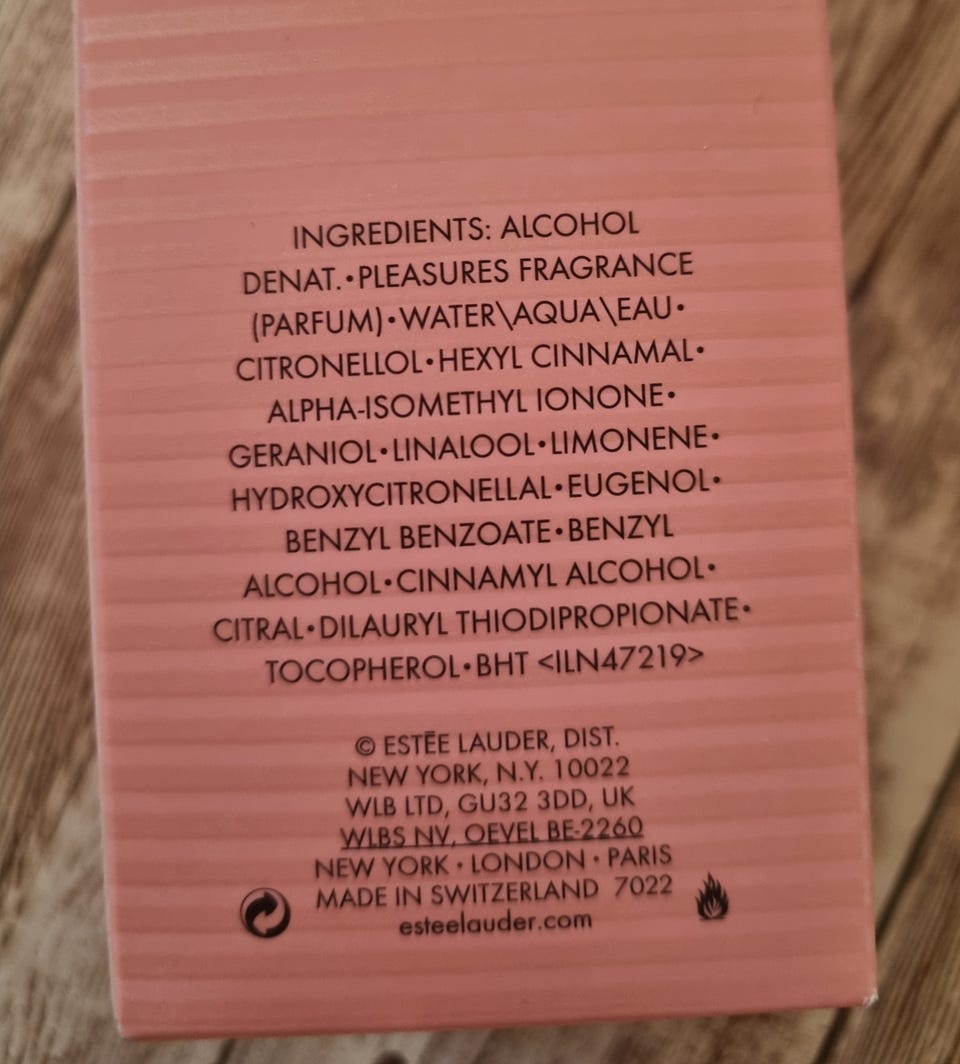 INGREDIENTS: ALCOHOL
DENAT.•PLEASURES FRAGRANCE
(PARFUM)•WATER\AQUA\EAU•
CITRONELLOL•HEXYL CINNAMAL•
ALPHA-ISOMETHYL IONONE•
GERANIOL•LINALOOL•LIMONENE•
HYDROXYCITRONELLAL•EUGENOL•
BENZYL BENZOATE•BENZYL
ALCOHOL•CINNAMYL ALCOHOL•
CITRAL•DILAURYL THIODIPROPIONATE•
TOCOPHEROL•BHT <ILN47219>
© ESTĒE LAUDER, DIST.
NEW YORK, N.Y. 10022
WLB LTD, GU32 3DD, UK
WLBS NV, OEVEL BE-2260
NEW YORK • LONDON • PARIS
MADE IN SWITZERLAND 7022
esteelauder.com